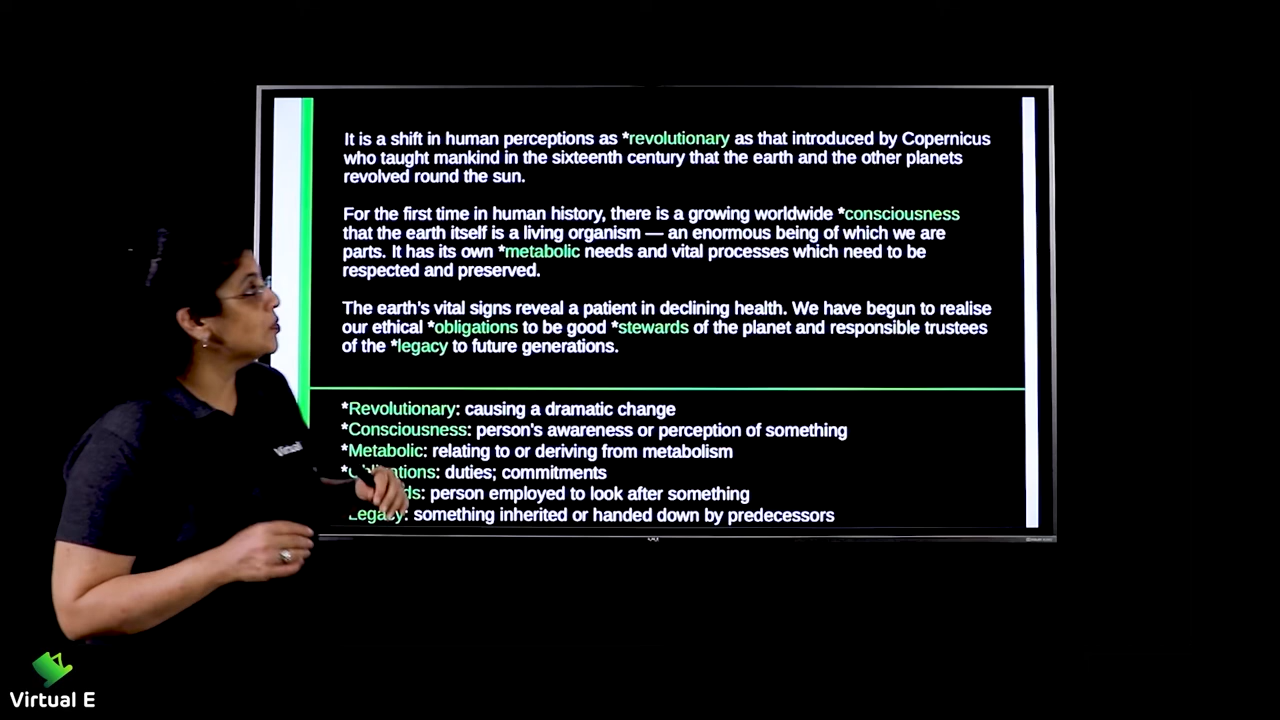 It is a shift in human perceptions as *revolutionary as that introduced by Copernicus
who taught mankind in the sixteenth century that the earth and the other planets
revolved round the sun.
For the first time in human history, there is a growing worldwide *consciousness
that the earth itself is a living organism — an enormous being of which we are
parts. It has its own *metabolic needs and vital processes which need to be
respected and preserved.
The earth's vital signs reveal a patient in declining health. We have begun to realise
our ethical *obligations to be good *stewards of the planet and responsible trustees
of the *legacy to future generations.
*Revolutionary: causing a dramatic change
*Consciousness: person's awareness or perception of something
*Metabolic: relating to or deriving from metabolism
*Obligations: duties; commitments
person employed to look after something
Legacy: something inherited or handed down by predecessors
Virtual
Virtual E